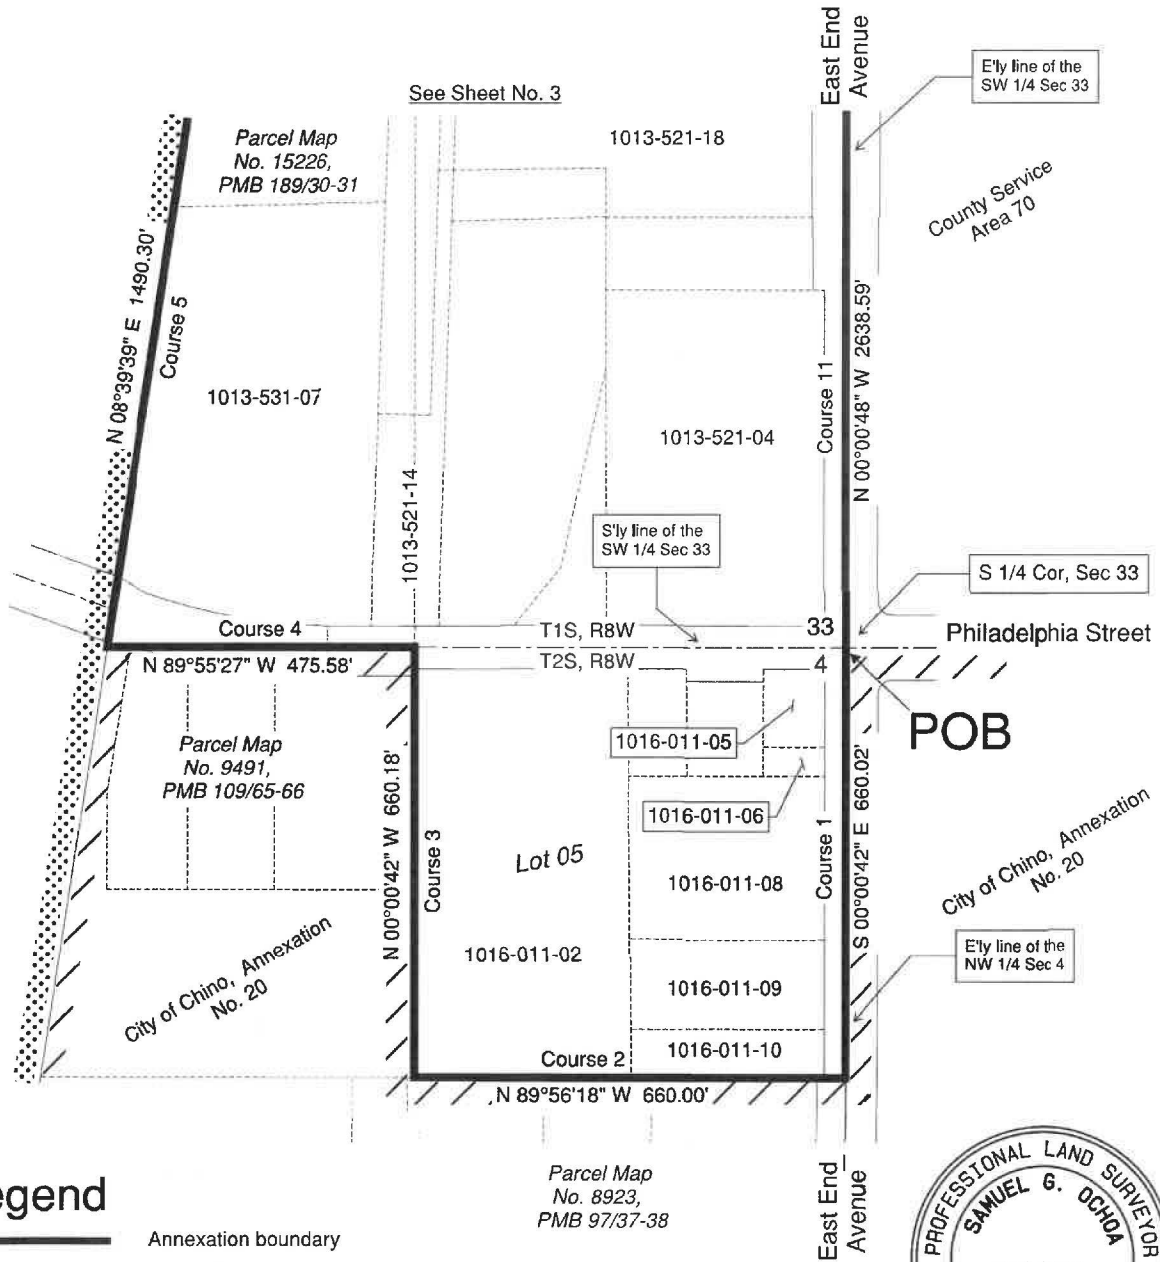 East End
Avenue
E'ly line of the
SW 1/4 Sec 33
See Sheet No. 3
Parcel Map
No. 15226,
PMB 189/30-31
1013-521-18
County Service
Area 70
N 08°39'39" E 1490.30'
Course 5
1013-531-07
1013-521-14
1013-521-04
Course 11
N 00°00'48" W 2638.59'
S'ly line of the
SW 1/4 Sec 33
S 1/4 Cor, Sec 33
Course 4
T1S, R8W
33
Philadelphia Street
N 89°55'27" W 475.58'
T2S, R8W
4
POB
1016-011-05
Parcel Map
No. 9491,
PMB 109/65-66
1016-011-06
N 00°00'42" W 660.18'
Course 3
Lot 05
1016-011-08
Course 1
S 00°00'42" E 660.02'
City of Chino, Annexation
No. 20
1016-011-02
E'ly line of the
NW 1/4 Sec 4
1016-011-09
City of Chino, Annexation
No. 20
1016-011-10
Course 2
N 89°56'18" W 660.00'
Parcel Map
No. 8923,
PMB 97/37-38
East End
Avenue
egend
Annexation boundary
PROFESSIONAL LAND SURVEYOR
SAMUEL G. OCHOA